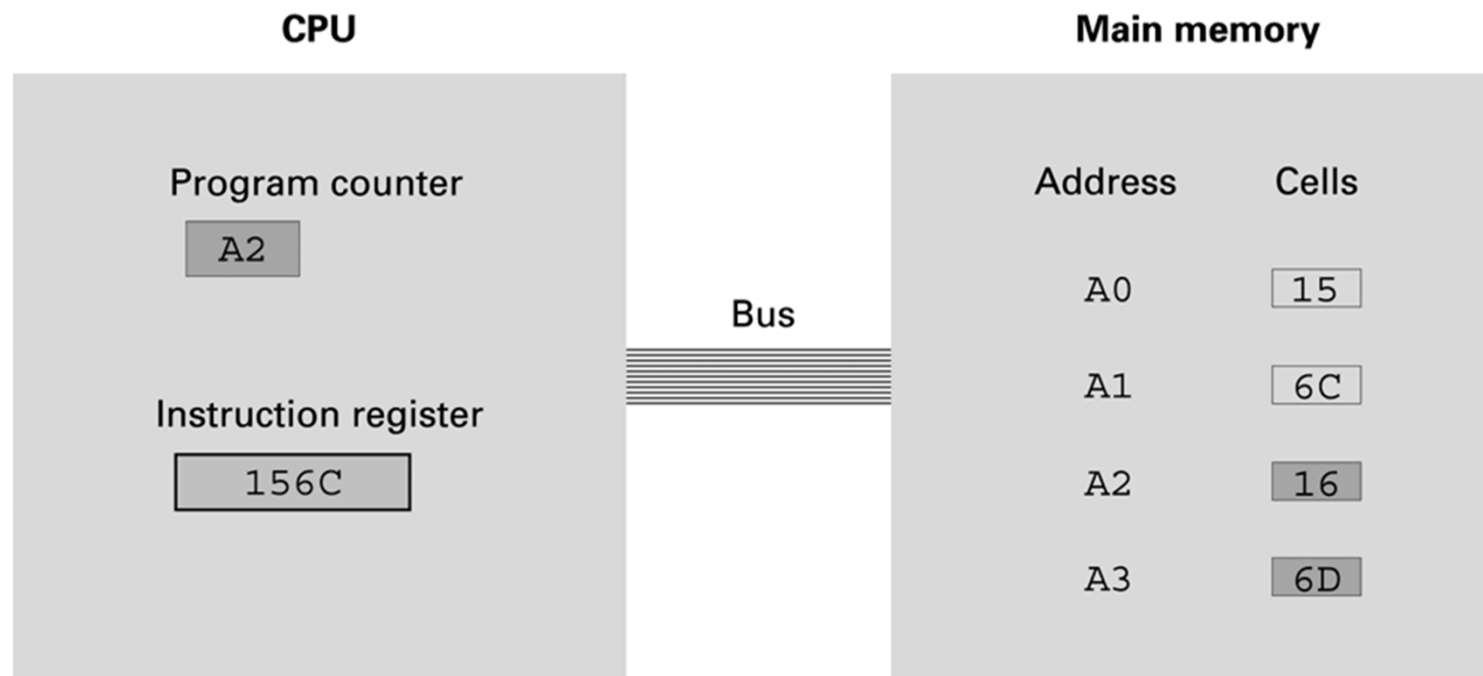 CPU
Main memory
Program counter
A2
Instruction register
156C
Bus
Address Cells
A0 15
A1 6C
A2 16
A3 6D